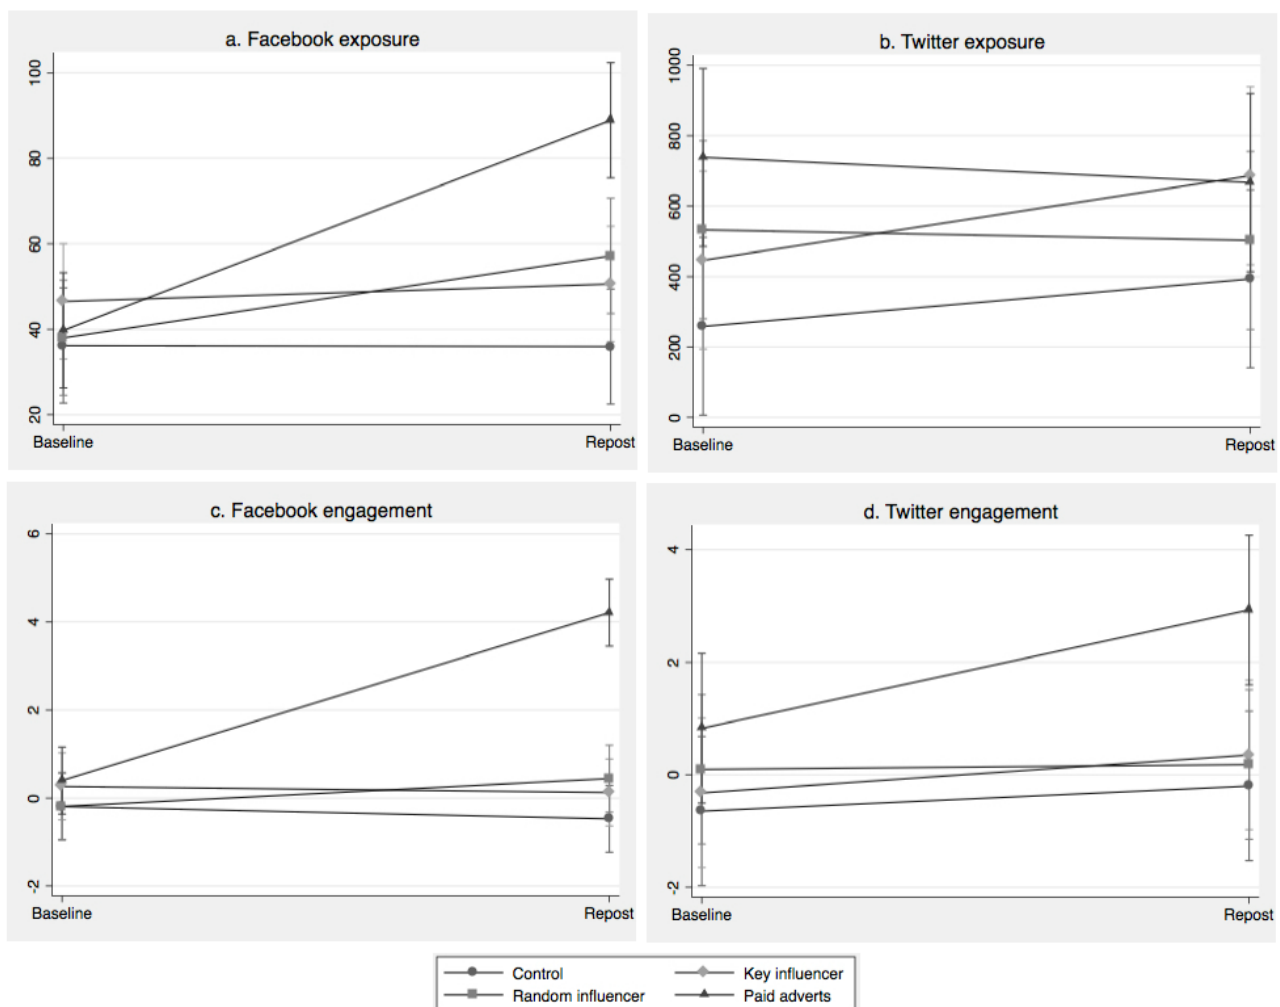 a. Facebook exposure
100
80
60
40
20
Baseline
Repost
b. Twitter exposure
1000
800
600
400
200
0
Baseline
Repost
c. Facebook engagement
6
4
2
0
-2
Baseline
Repost
d. Twitter engagement
4
2
0
-2
Baseline
Repost
Control
Key influencer
Random influencer
Paid adverts